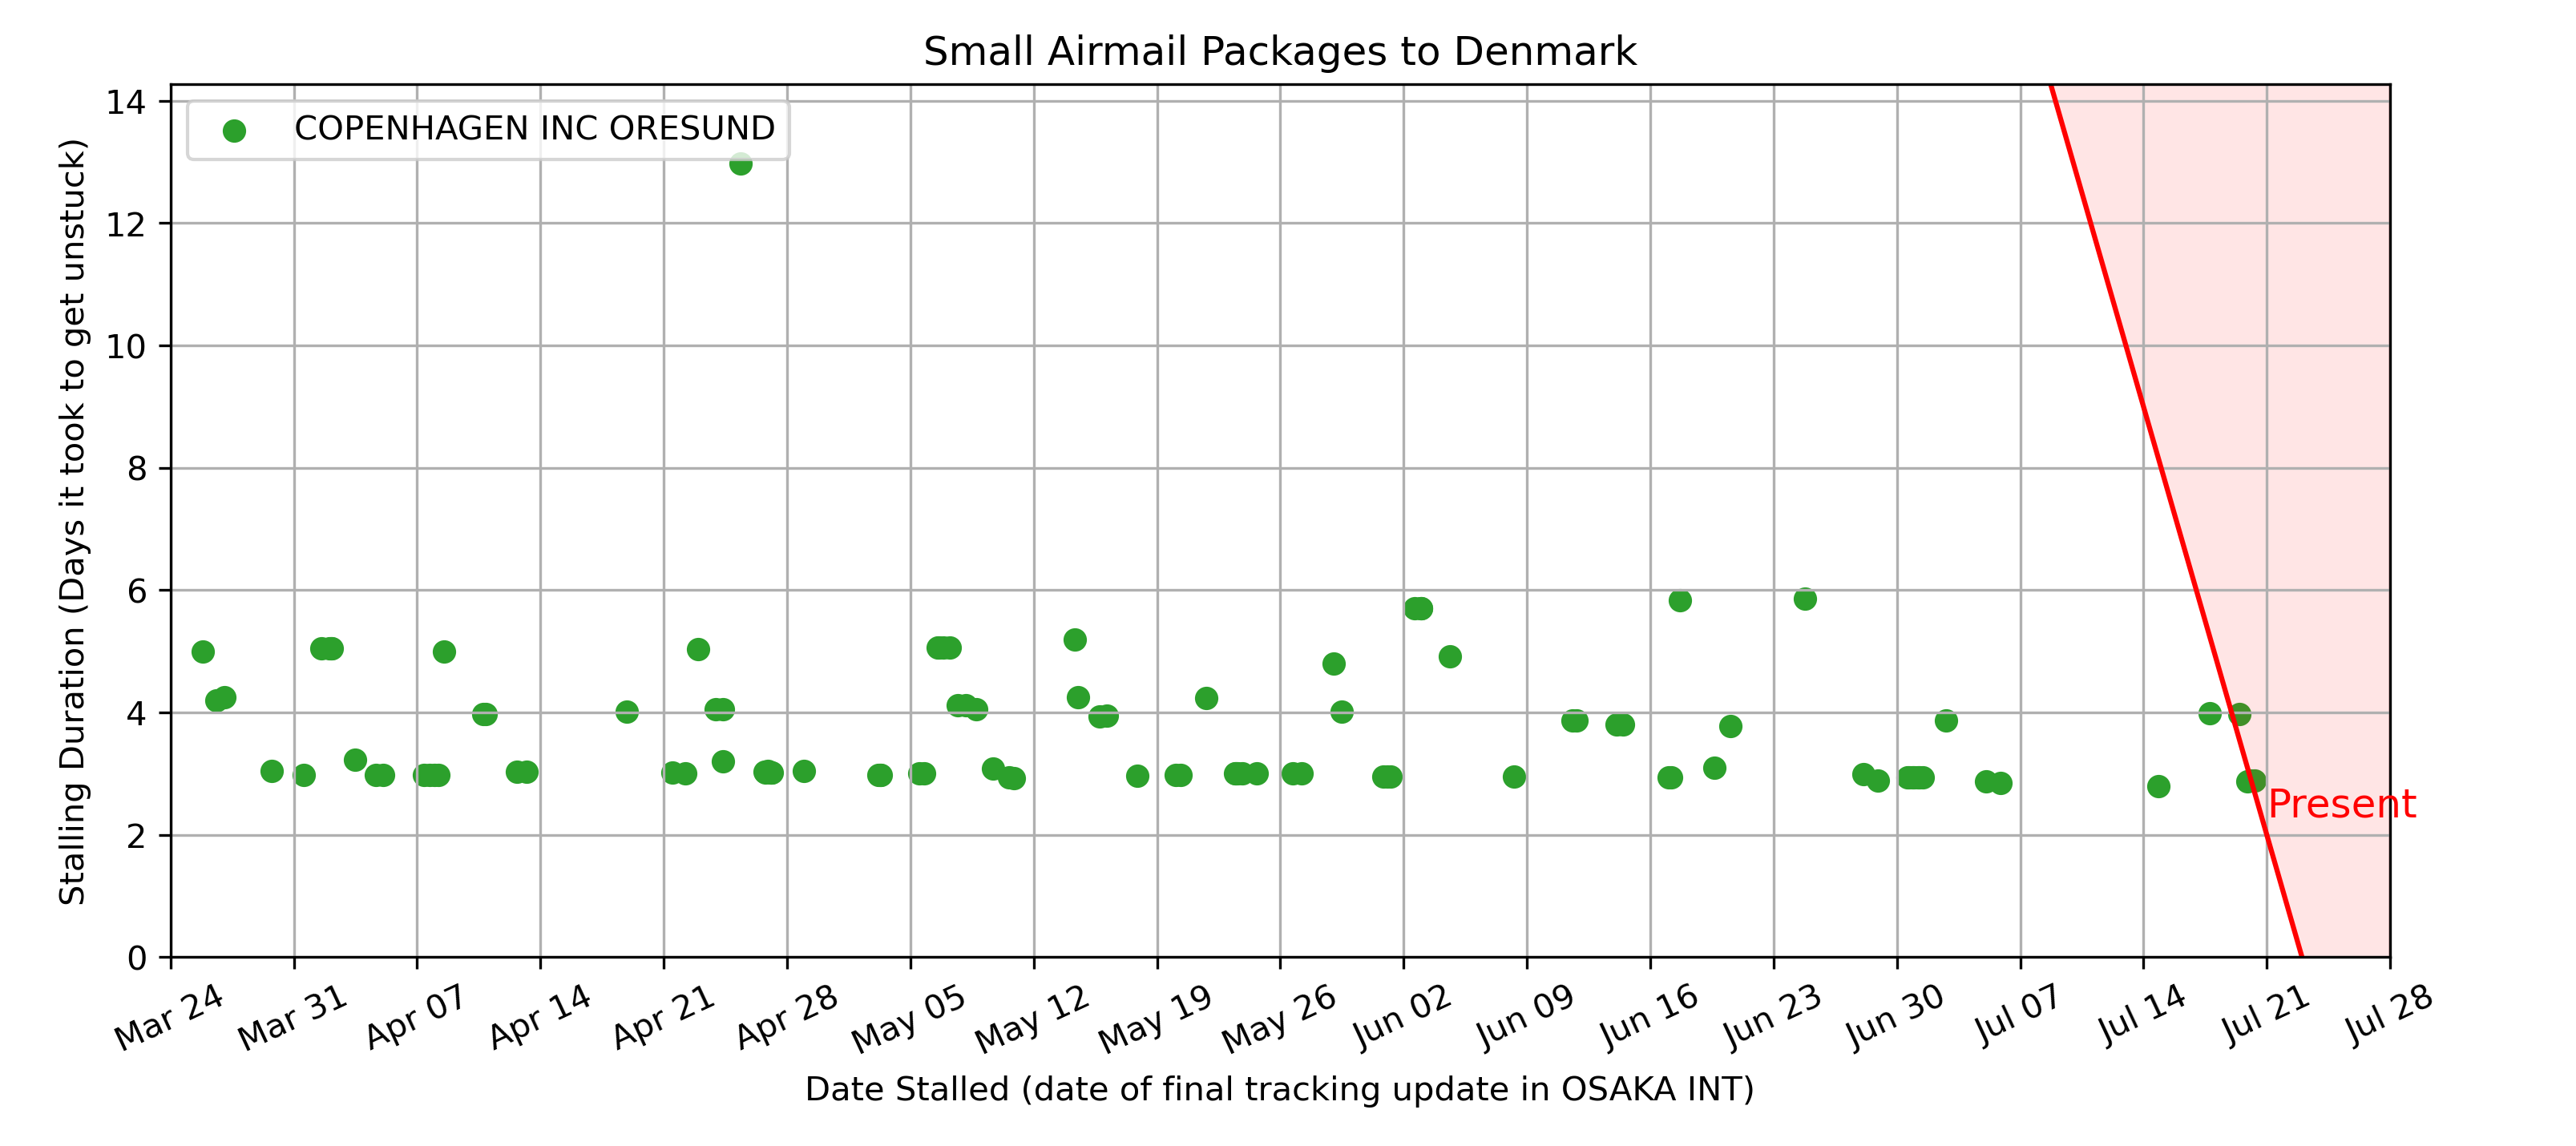 Small Airmail Packages to Denmark
COPENHAGEN INC ORESUND
Stalling Duration (Days it took to get unstuck)
14
12
10
8
6
4
2
0
Present
Mar 24
Mar 31
Apr 07
Apr 14
Apr 21
Apr 28
May 05
May 12
May 19
May 26
Jun 02
Jun 09
Jun 16
Jun 23
Jun 30
Jul 07
Jul 14
Jul 21
Jul 28
Date Stalled (date of final tracking update in OSAKA INT)